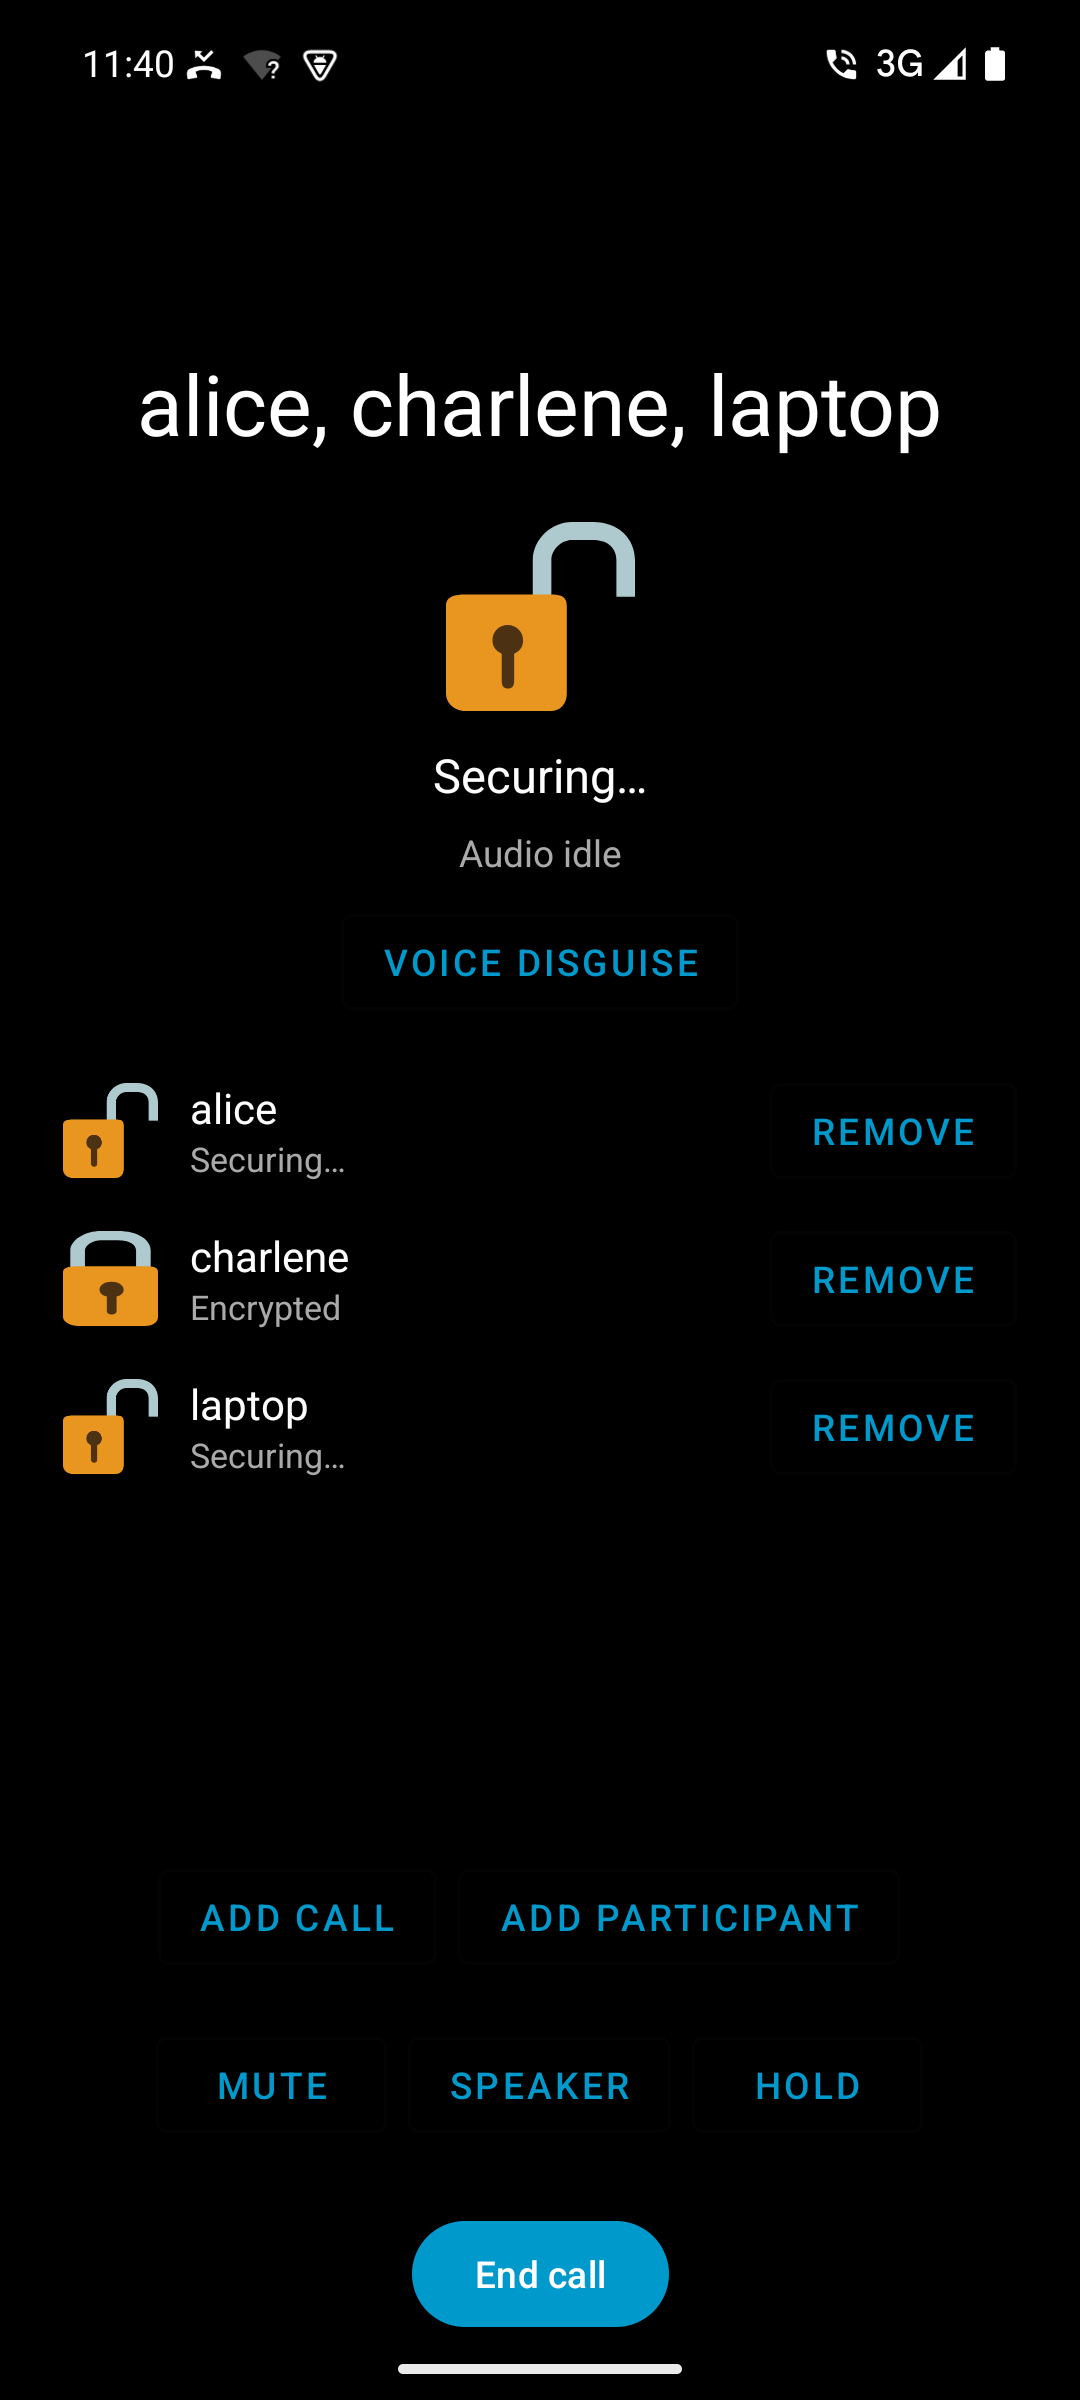 11:40
3G
alice, charlene, laptop
Securing...
Audio idle
VOICE DISGUISE
alice
Securing...
REMOVE
charlene
Encrypted
REMOVE
laptop
Securing...
REMOVE
ADD CALL
ADD PARTICIPANT
MUTE
SPEAKER
HOLD
End call